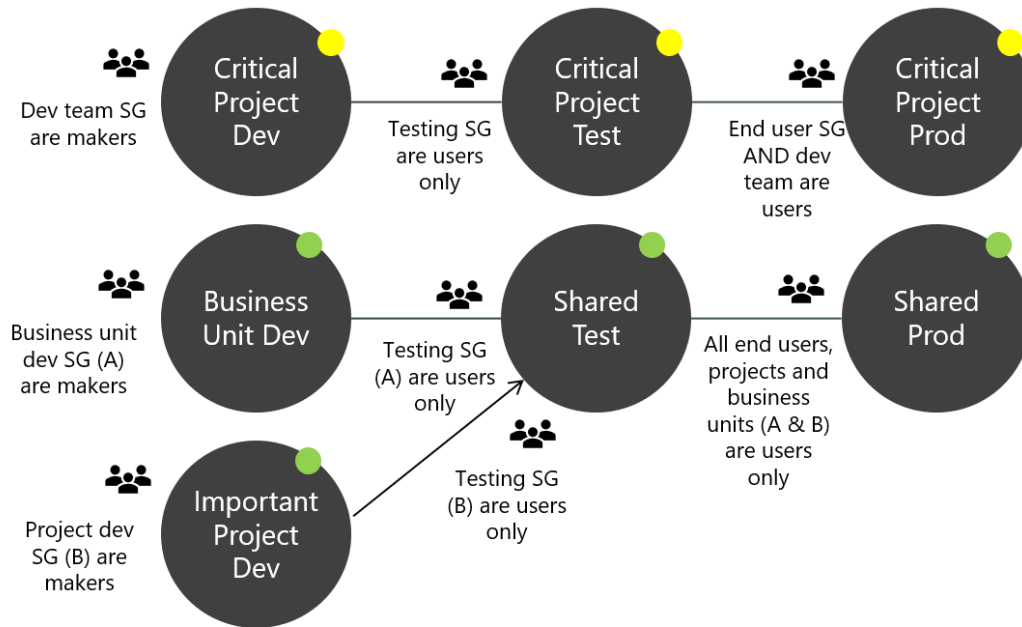 Critical
Project
Dev
Dev team SG
are makers
Critical
Project
Test
Testing SG
are users
only
Critical
Project
Prod
End user SG
AND dev
team are
users
Business
Unit Dev
Business unit
dev SG (A)
are makers
Shared
Test
Testing SG
(A) are users
only
Shared
Prod
All end users,
projects and
business
units (A & B)
are users
only
Important
Project
Dev
Project dev
SG (B) are
makers
Testing SG
(B) are users
only